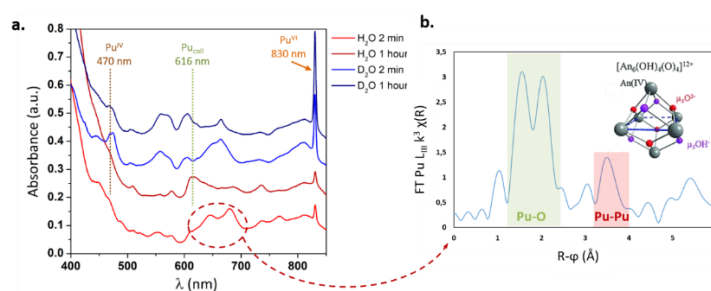 a.
Absorbance (a.u.)
0.8
0.7
0.6
0.5
0.4
0.3
0.2
0.1
0.0
400
500
600
700
800
λ (nm)
Pu^IV
470 nm
Pu_coll
616 nm
Pu^VI
830 nm
H₂O 2 min
H₂O 1 hour
D₂O 2 min
D₂O 1 hour
b.
FT Pu L_III k³ χ(R)
3,5
3
2,5
2
1,5
1
0,5
0
0
1
2
3
4
5
R-φ (Å)
Pu-O
Pu-Pu
[An₆(OH)₄(O)₄]¹²⁺
An(IV)
μ₃O²⁻
μ₃OH⁻